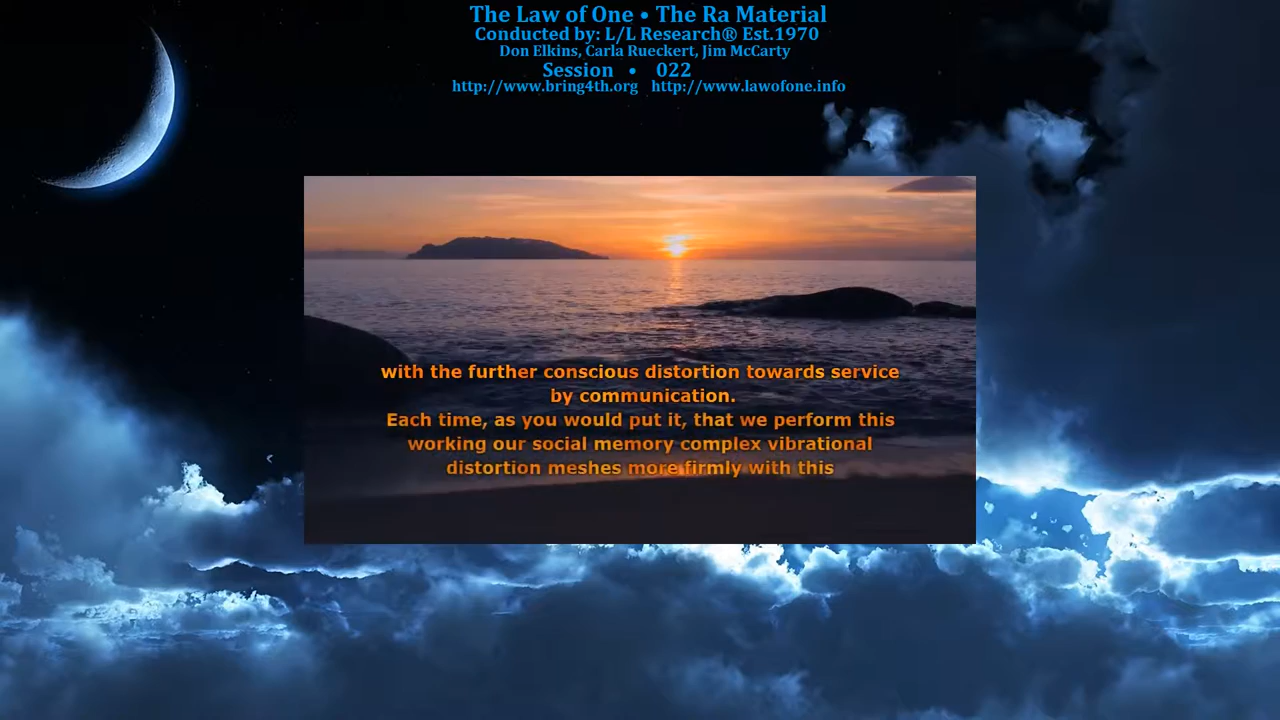 The Law of One • The Ra Material
Conducted by: L/L Research® Est.1970
Don Elkins, Carla Rueckert, Jim McCarty
Session • 022
http://www.bring4th.org http://www.lawofone.info
with the further conscious distortion towards service
by communication.
Each time, as you would put it, that we perform this
working our social memory complex vibrational
distortion meshes more firmly with this